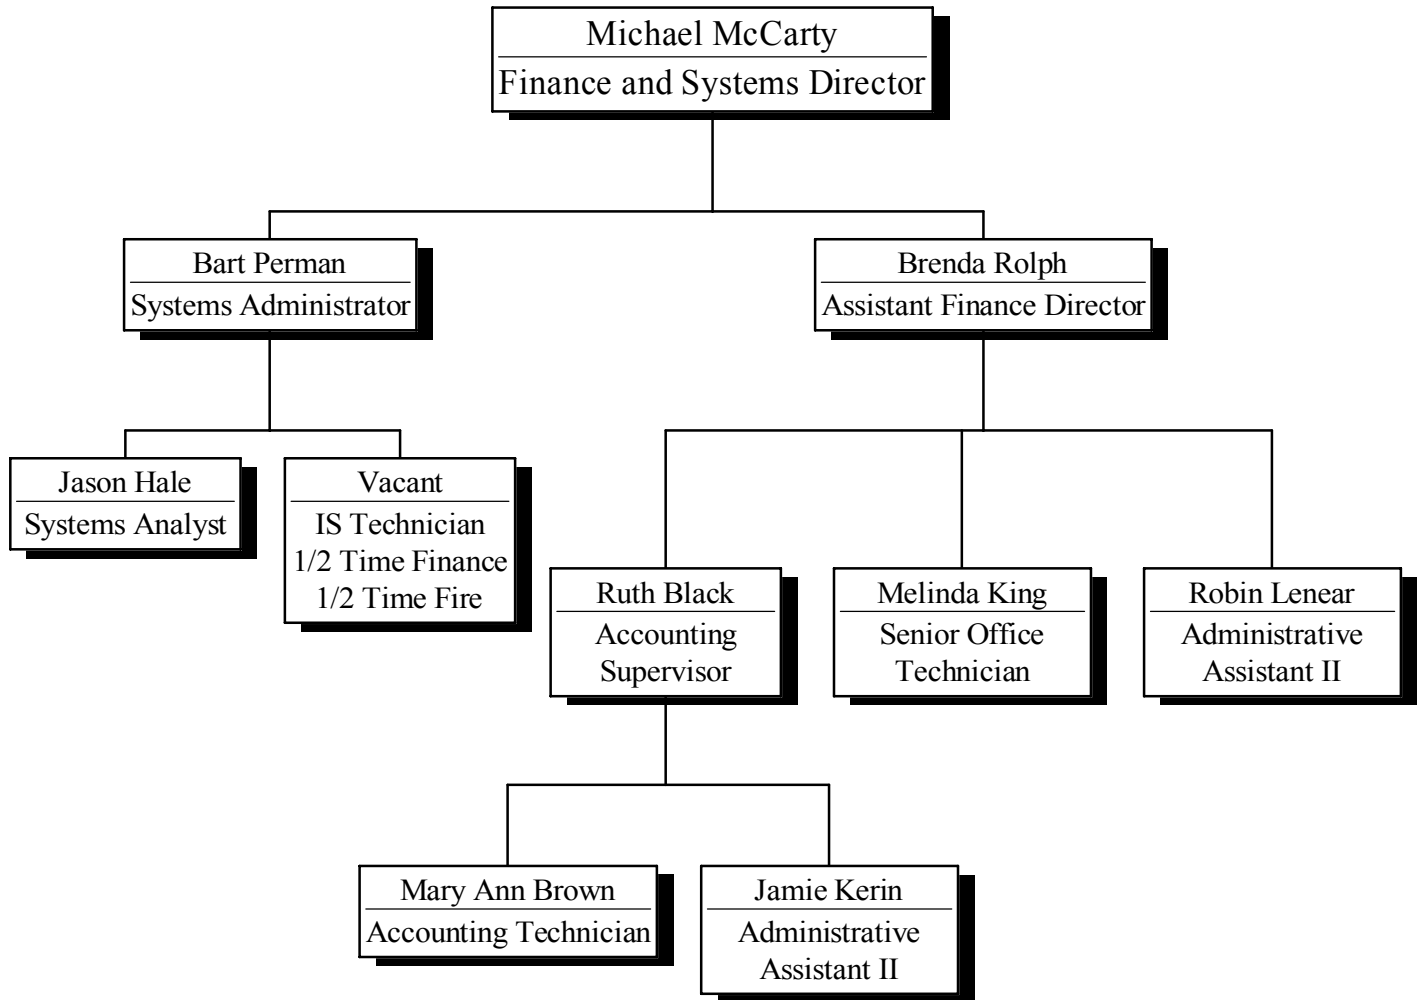 Michael McCarty
Finance and Systems Director
Bart Perman
Systems Administrator
Brenda Rolph
Assistant Finance Director
Jason Hale
Systems Analyst
Vacant
IS Technician
1/2 Time Finance
1/2 Time Fire
Ruth Black
Accounting
Supervisor
Melinda King
Senior Office
Technician
Robin Lenear
Administrative
Assistant II
Mary Ann Brown
Accounting Technician
Jamie Kerin
Administrative
Assistant II